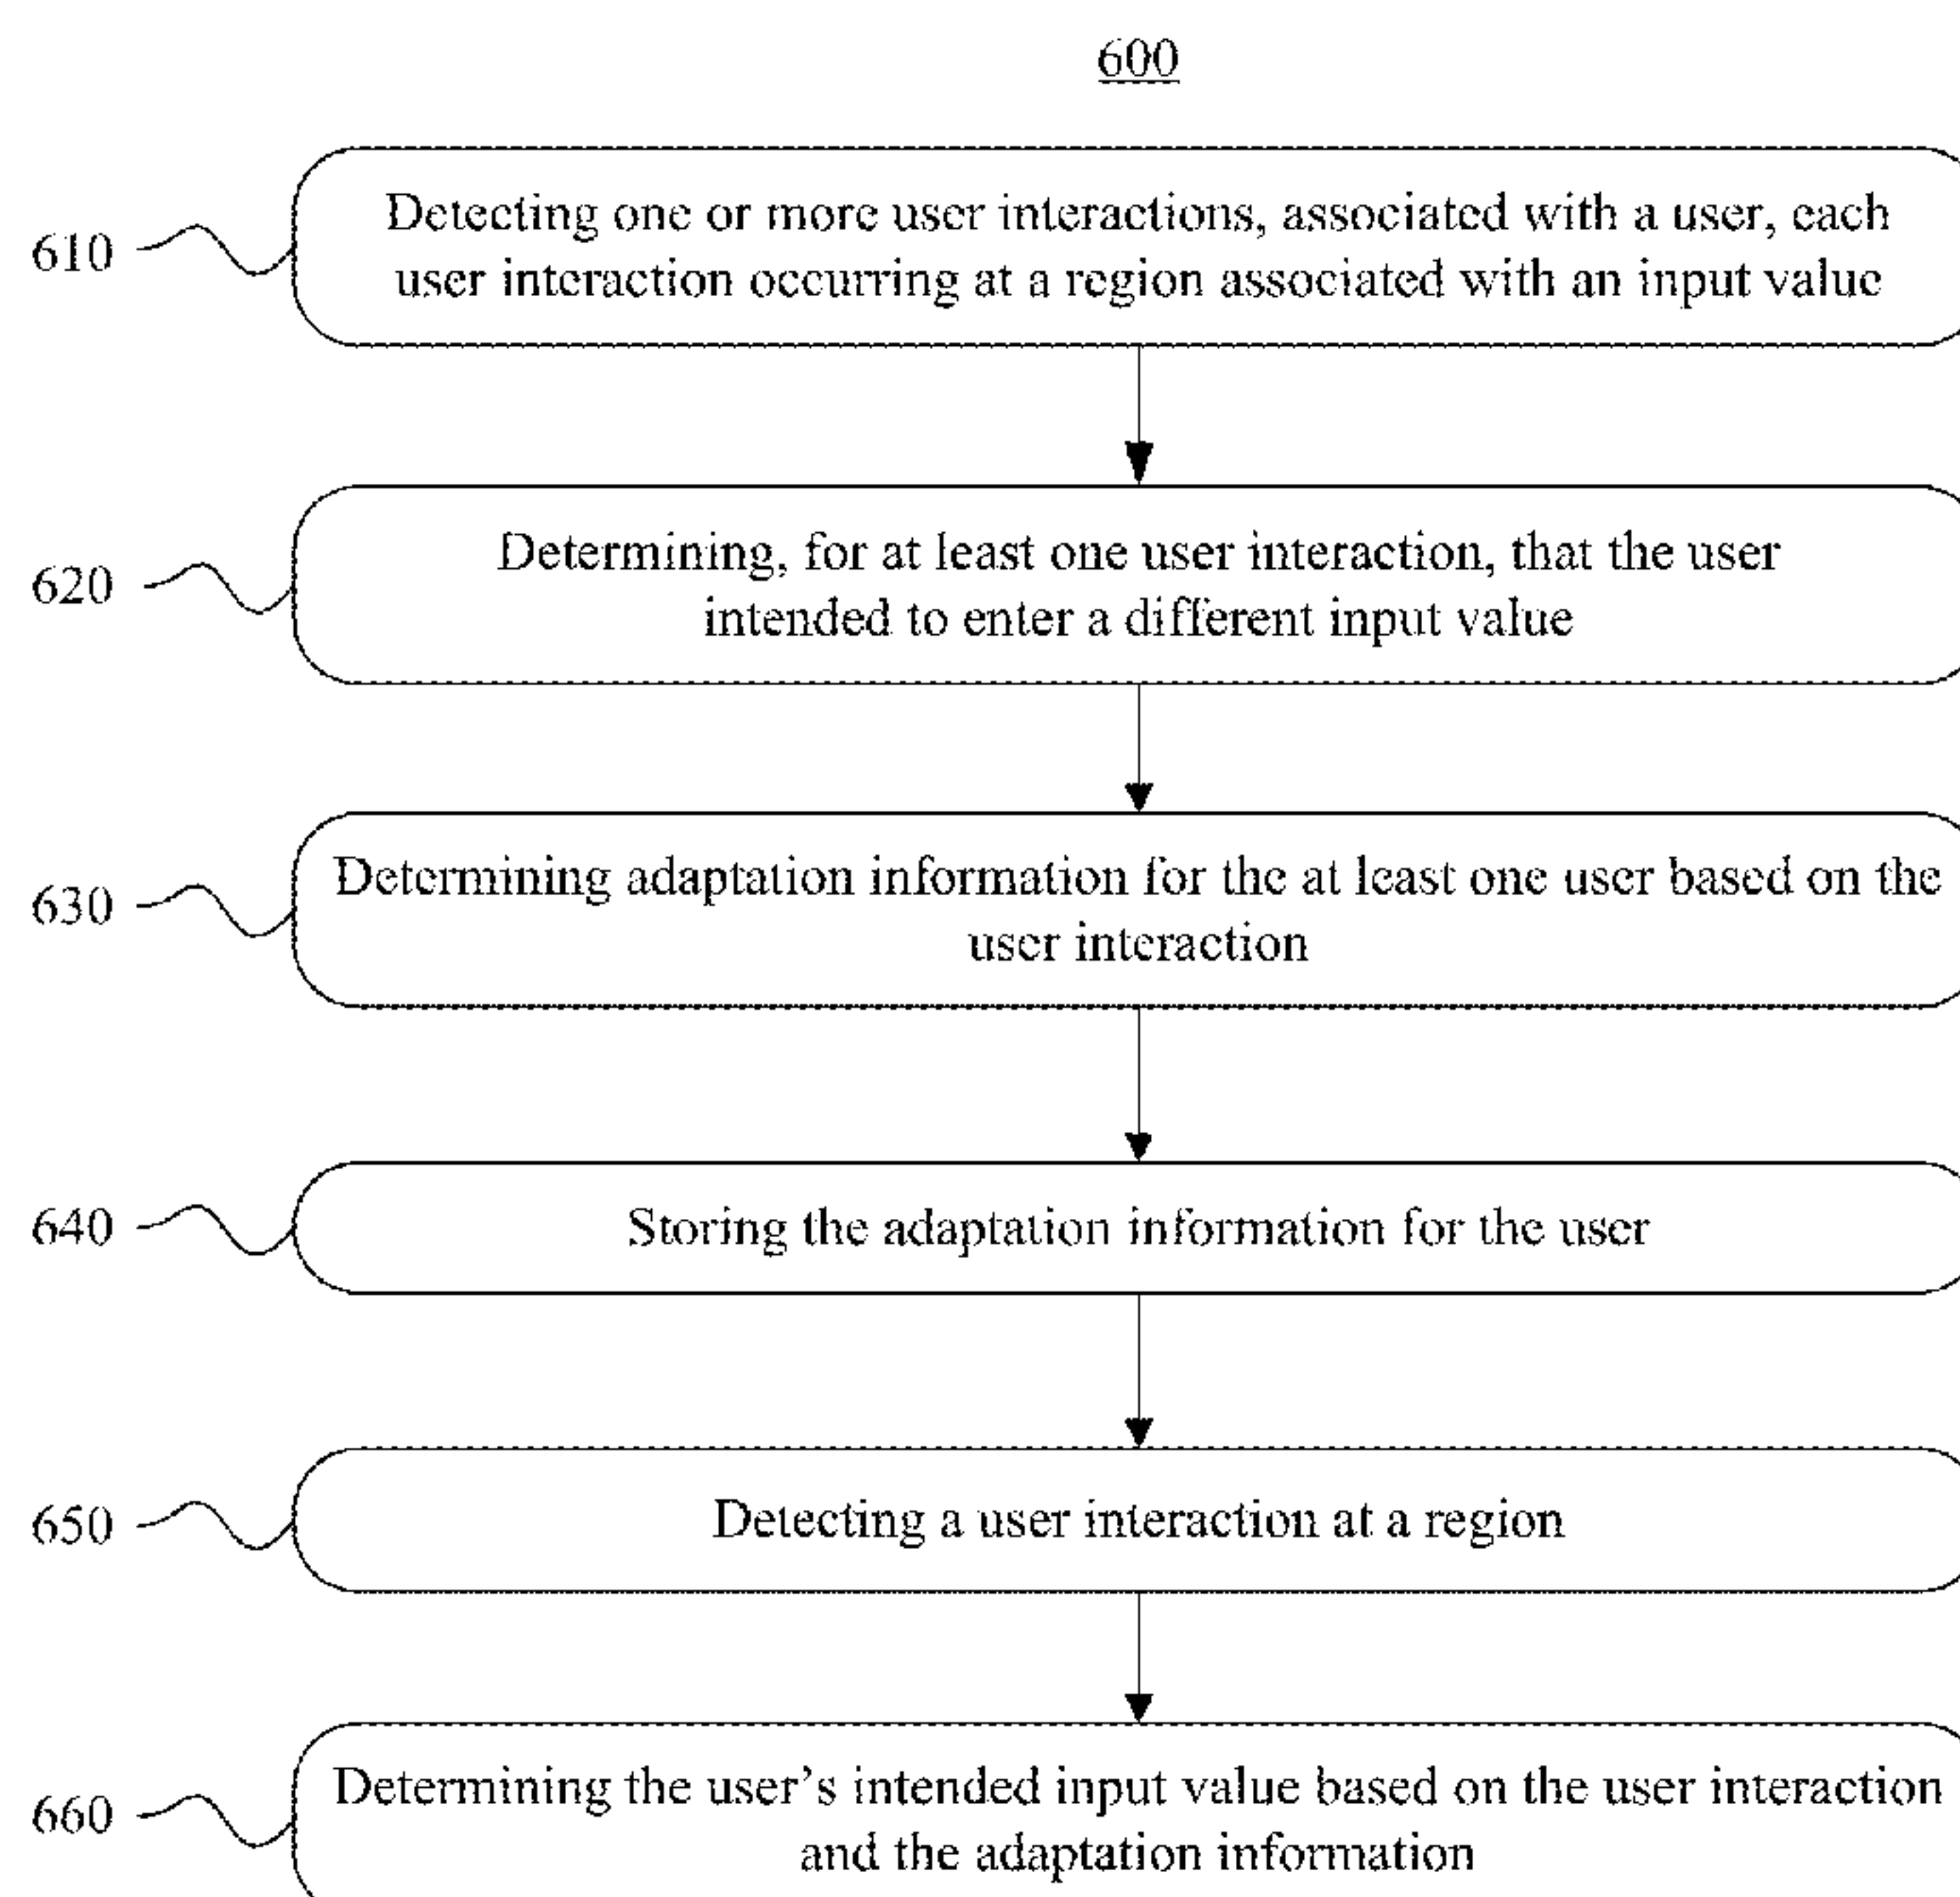 600
610
Detecting one or more user interactions, associated with a user, each
user interaction occurring at a region associated with an input value
620
Determining, for at least one user interaction, that the user
intended to enter a different input value
630
Determining adaptation information for the at least one user based on the
user interaction
640
Storing the adaptation information for the user
650
Detecting a user interaction at a region
660
Determining the user's intended input value based on the user interaction
and the adaptation information